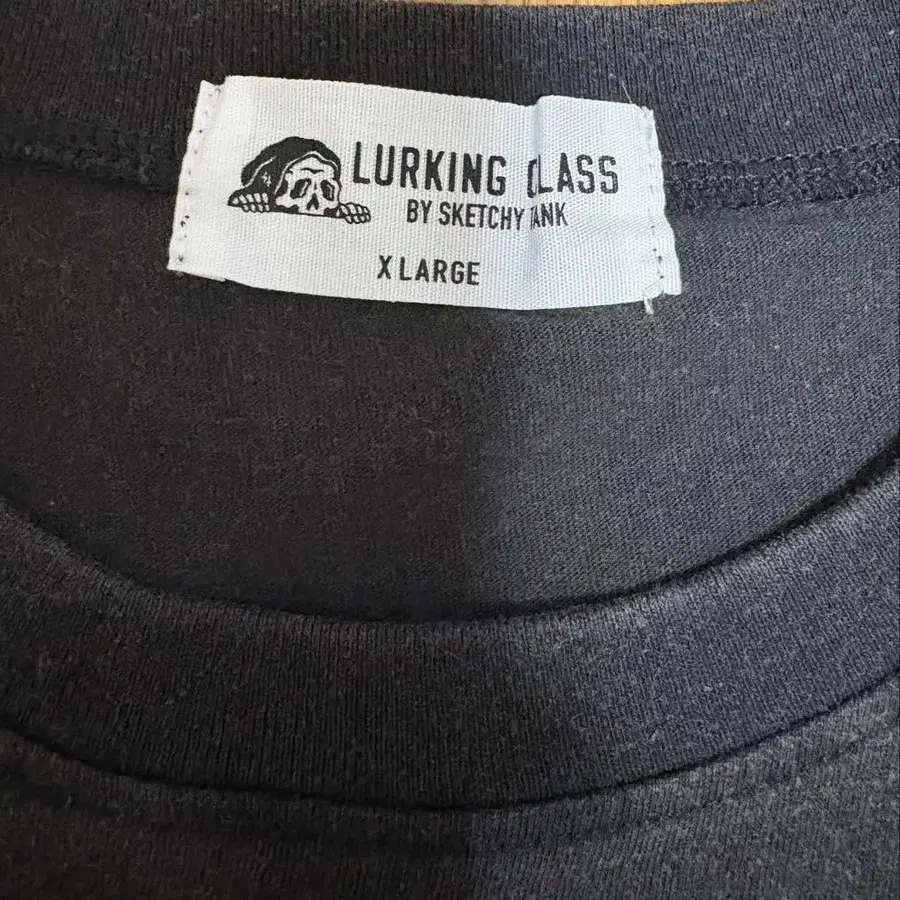 LURKING CLASS
BY SKETCHY TANK
X LARGE